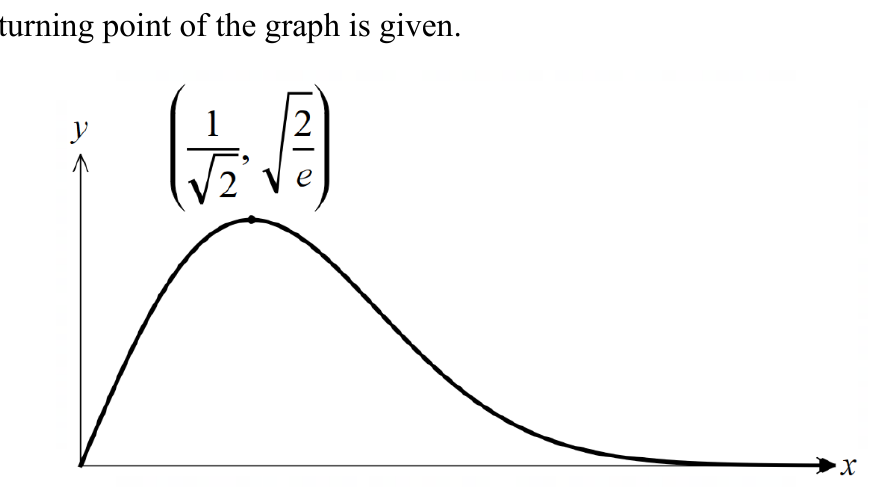 turning point of the graph is given.
(1/√2, √(2/e))
y
x